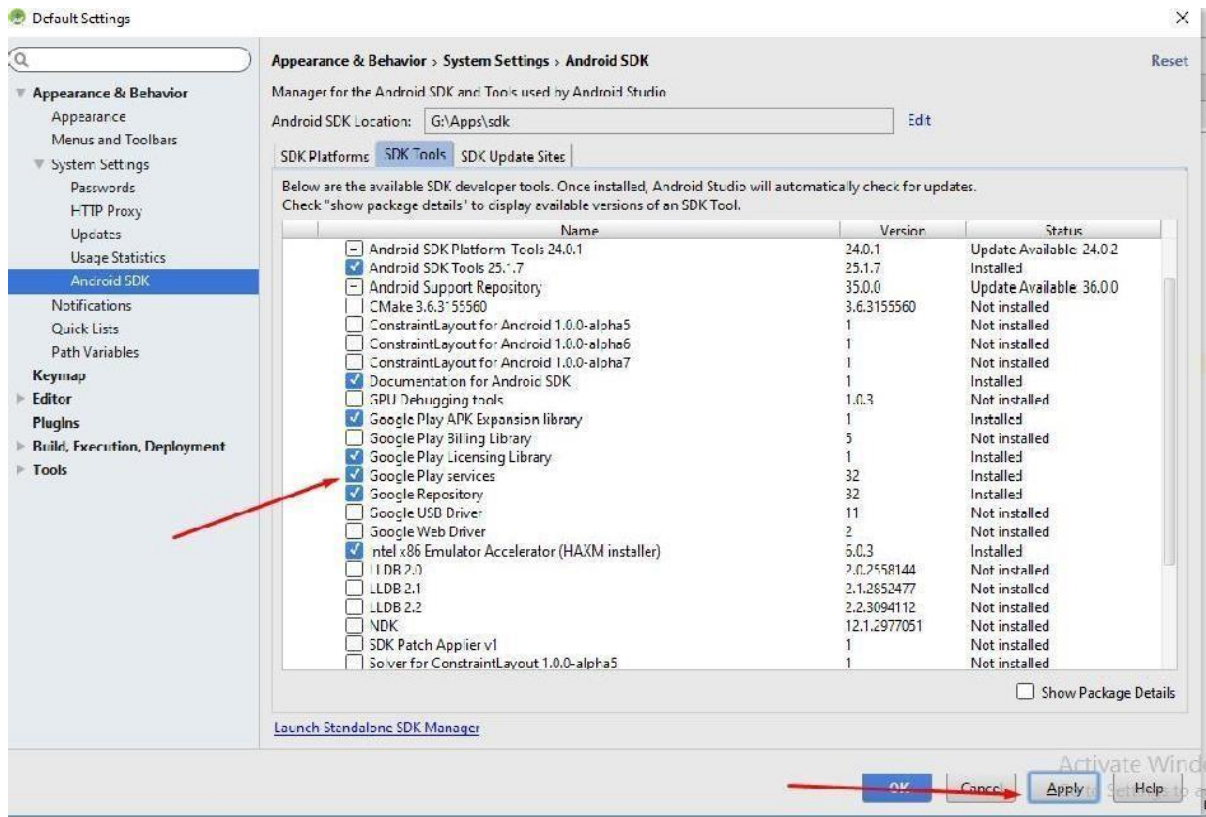 Default Settings
Appearance & Behavior › System Settings › Android SDK
Reset
Appearance & Behavior
Appearance
Menus and Toolbars
System Settings
Passwords
HTTP Proxy
Updates
Usage Statistics
Android SDK
Notifications
Quick Lists
Path Variables
Keymap
Editor
Plugins
Build, Execution, Deployment
Tools
Manager for the Android SDK and Tools used by Android Studio
Android SDK Location: G:\Apps\sdk Edit
SDK Platforms SDK Tools SDK Update Sites
Below are the available SDK developer tools. Once installed, Android Studio will automatically check for updates.
Check "show package details" to display available versions of an SDK Tool.
Name Version Status
Android SDK Platform-Tools 24.0.1 24.0.1 Update Available: 24.0.2
Android SDK Tools 25.1.7 25.1.7 Installed
Android Support Repository 35.0.0 Update Available: 36.0.0
CMake 3.6.3155560 3.6.3155560 Not installed
ConstraintLayout for Android 1.0.0-alpha5 1 Not installed
ConstraintLayout for Android 1.0.0-alpha6 1 Not installed
ConstraintLayout for Android 1.0.0-alpha7 1 Not installed
Documentation for Android SDK 1 Installed
GPU Debugging tools 1.0.3 Not installed
Google Play APK Expansion library 1 Installed
Google Play Billing Library 5 Not installed
Google Play Licensing Library 1 Installed
Google Play services 32 Installed
Google Repository 32 Installed
Google USB Driver 11 Not installed
Google Web Driver 2 Not installed
Intel x86 Emulator Accelerator (HAXM installer) 6.0.3 Installed
LLDB 2.0 2.0.2558144 Not installed
LLDB 2.1 2.1.2852477 Not installed
LLDB 2.2 2.2.3094112 Not installed
NDK 12.1.2977051 Not installed
SDK Patch Applier v1 1 Not installed
Solver for ConstraintLayout 1.0.0-alpha5 1 Not installed
Show Package Details
Launch Standalone SDK Manager
Activate Wind
OK Cancel Apply Help